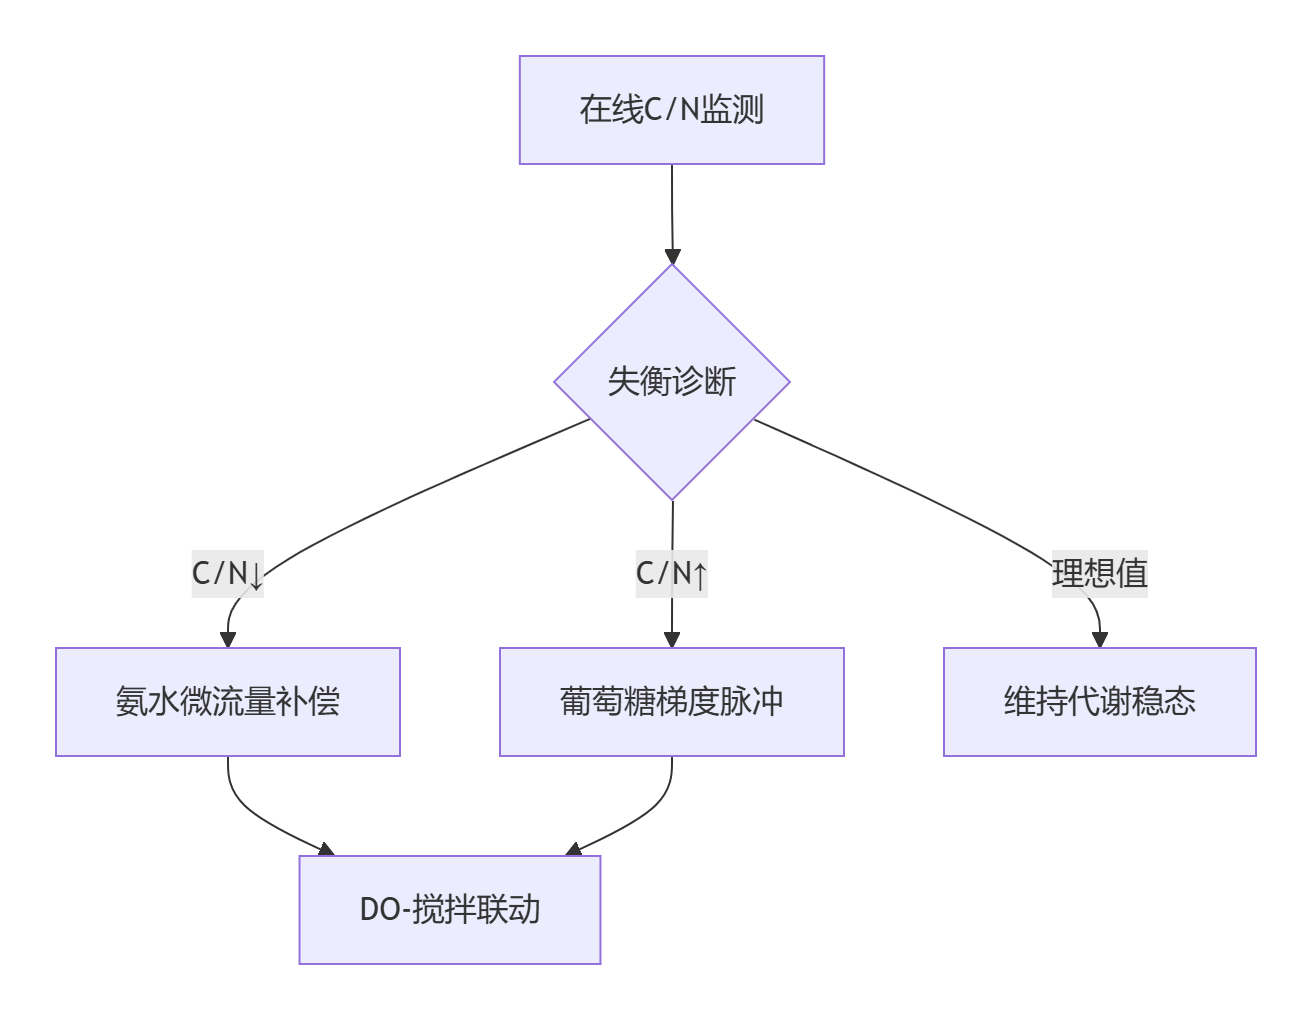 在线C/N监测
失衡诊断
C/N↓
C/N↑
理想值
氨水微流量补偿
葡萄糖梯度脉冲
维持代谢稳态
DO-搅拌联动